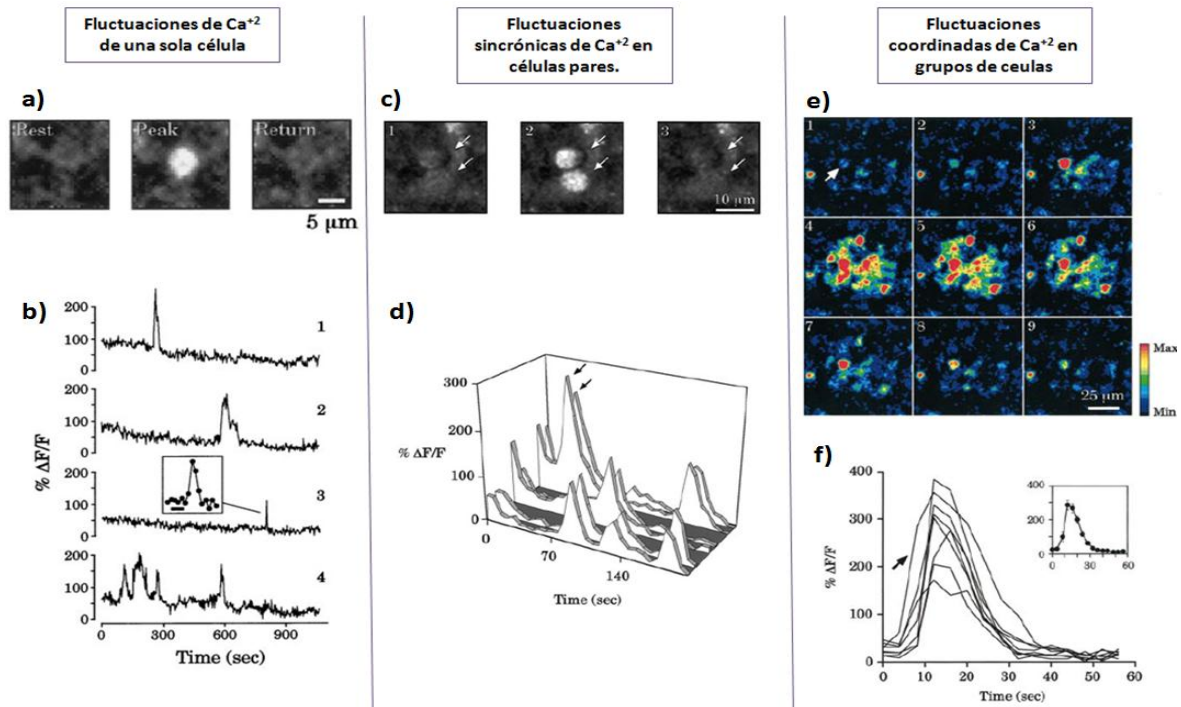 Fluctuaciones de Ca+2
de una sola célula
Fluctuaciones
sincrónicas de Ca+2 en
células pares.
Fluctuaciones
coordinadas de Ca+2 en
grupos de ceulas
a)
Rest
Peak
Return
5 µm
b)
% ΔF/F
200
100
0
1
200
100
0
2
200
100
0
3
200
100
0
4
0 300 600 900
Time (sec)
c)
1
2
3
10 µm
d)
% ΔF/F
300
200
100
0
0
70
140
Time (sec)
e)
1 2 3
4 5 6
7 8 9
25 µm
Max
Min
f)
% ΔF/F
400
300
200
100
0
0 10 20 30 40 50 60
Time (sec)
400
200
0
0 30 60